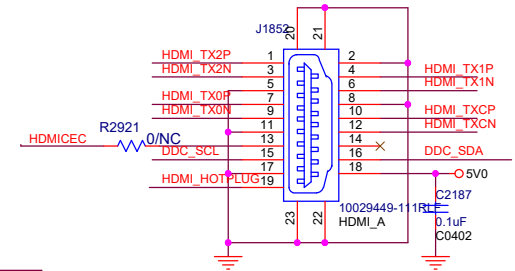 J1852
20
21
HDMI_TX2P
1
2
HDMI_TX2N
3
4
HDMI_TX1P
5
6
HDMI_TX1N
HDMI_TX0P
7
8
HDMI_TX0N
9
10
HDMI_TXCP
11
12
HDMI_TXCN
R2921
HDMICEC
0/NC
13
14
DDC_SCL
15
16
DDC_SDA
17
18
5V0
HDMI_HOTPLUG
19
23
22
10029449-111RLF
C2187
HDMI_A
0.1uF
C0402